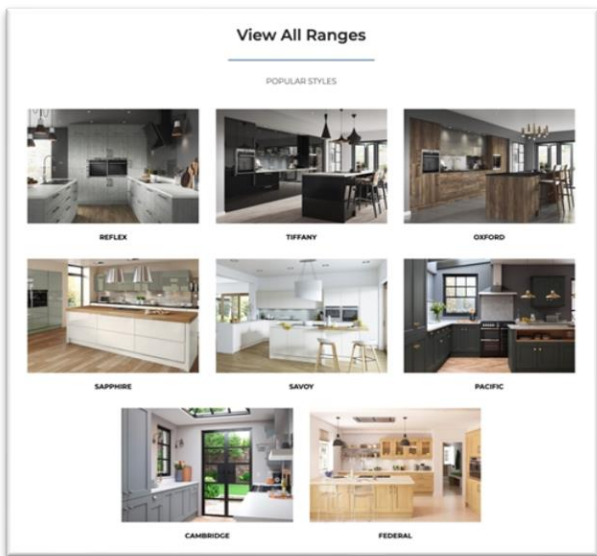 View All Ranges
POPULAR STYLES
REFLEX
TIFFANY
OXFORD
SAPPHIRE
SAVOY
PACIFIC
CAMBRIDGE
FEDERAL